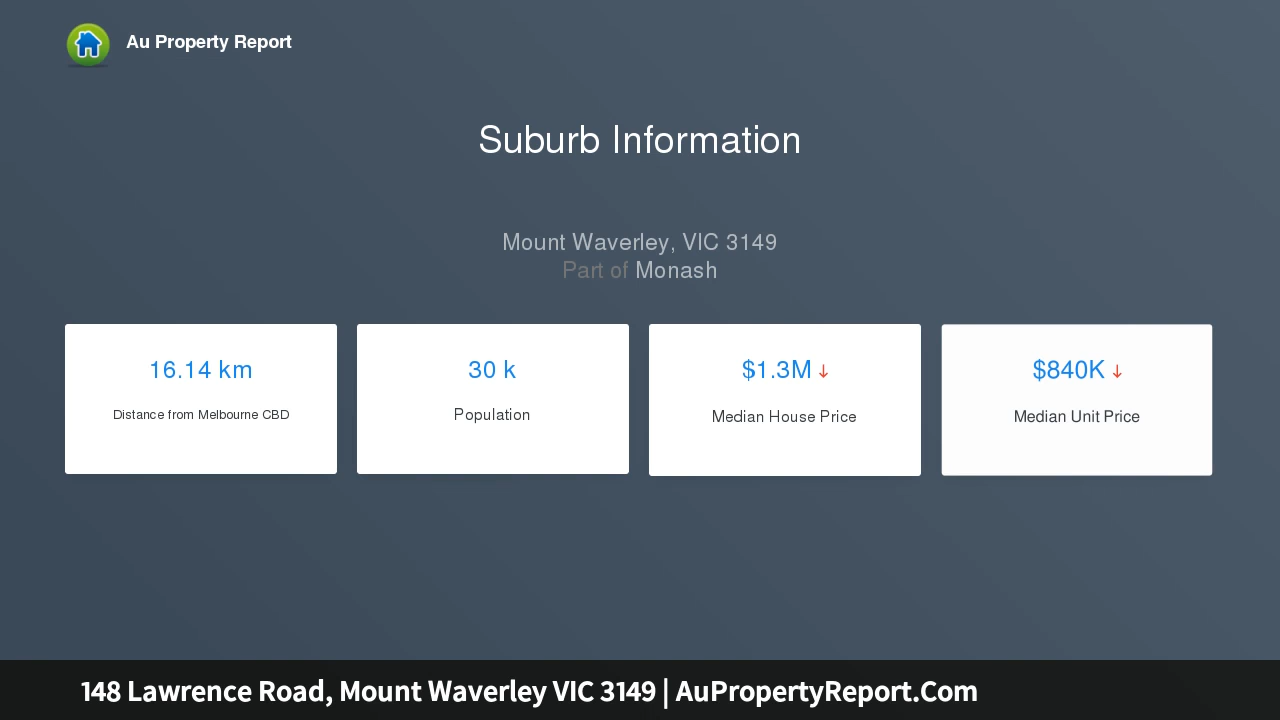 Au Property Report
Suburb Information
Mount Waverley, VIC 3149
Part of Monash
16.14 km
Distance from Melbourne CBD
30 k
Population
$1.3M ↓
Median House Price
$840K ↓
Median Unit Price
148 Lawrence Road, Mount Waverley VIC 3149 | AuPropertyReport.Com